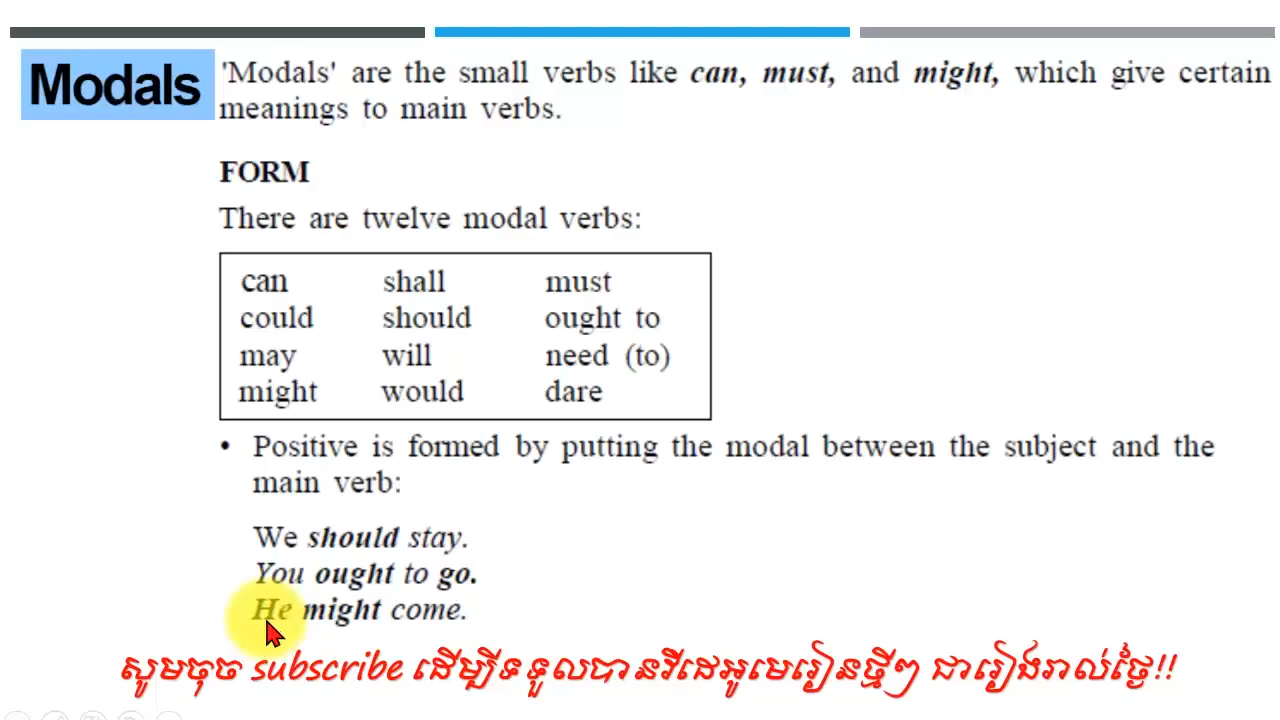 Modals
'Modals' are the small verbs like can, must, and might, which give certain
meanings to main verbs.
FORM
There are twelve modal verbs:
can shall must
could should ought to
may will need (to)
might would dare
• Positive is formed by putting the modal between the subject and the
main verb:
We should stay.
You ought to go.
He might come.
សូមចុច subscribe ដើម្បីទទួលបានវីដេអូមេរៀនថ្មីៗ ជារៀងរាល់ថ្ងៃ!!